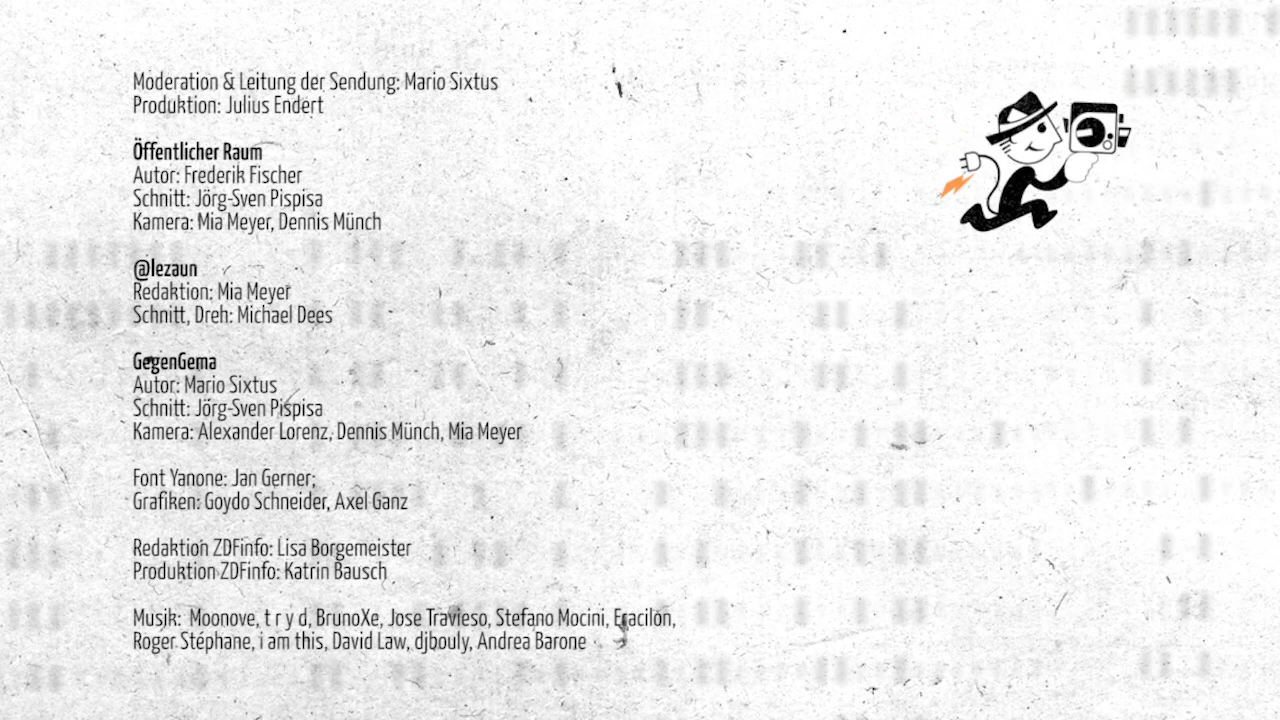 Moderation & Leitung der Sendung: Mario Sixtus
Produktion: Julius Endert
Öffentlicher Raum
Autor: Frederik Fischer
Schnitt: Jörg-Sven Pispisa
Kamera: Mia Meyer, Dennis Münch
@lezaun
Redaktion: Mia Meyer
Schnitt, Dreh: Michael Dees
GegenGema
Autor: Mario Sixtus
Schnitt: Jörg-Sven Pispisa
Kamera: Alexander Lorenz, Dennis Münch, Mia Meyer
Font Yanone: Jan Gerner;
Grafiken: Goydo Schneider, Axel Ganz
Redaktion ZDFinfo: Lisa Borgemeister
Produktion ZDFinfo: Katrin Bausch
Musik: Moonove, t r y d, BrunoXe, Jose Travieso, Stefano Mocini, Eracilon,
Roger Stéphane, i am this, David Law, djbouly, Andrea Barone